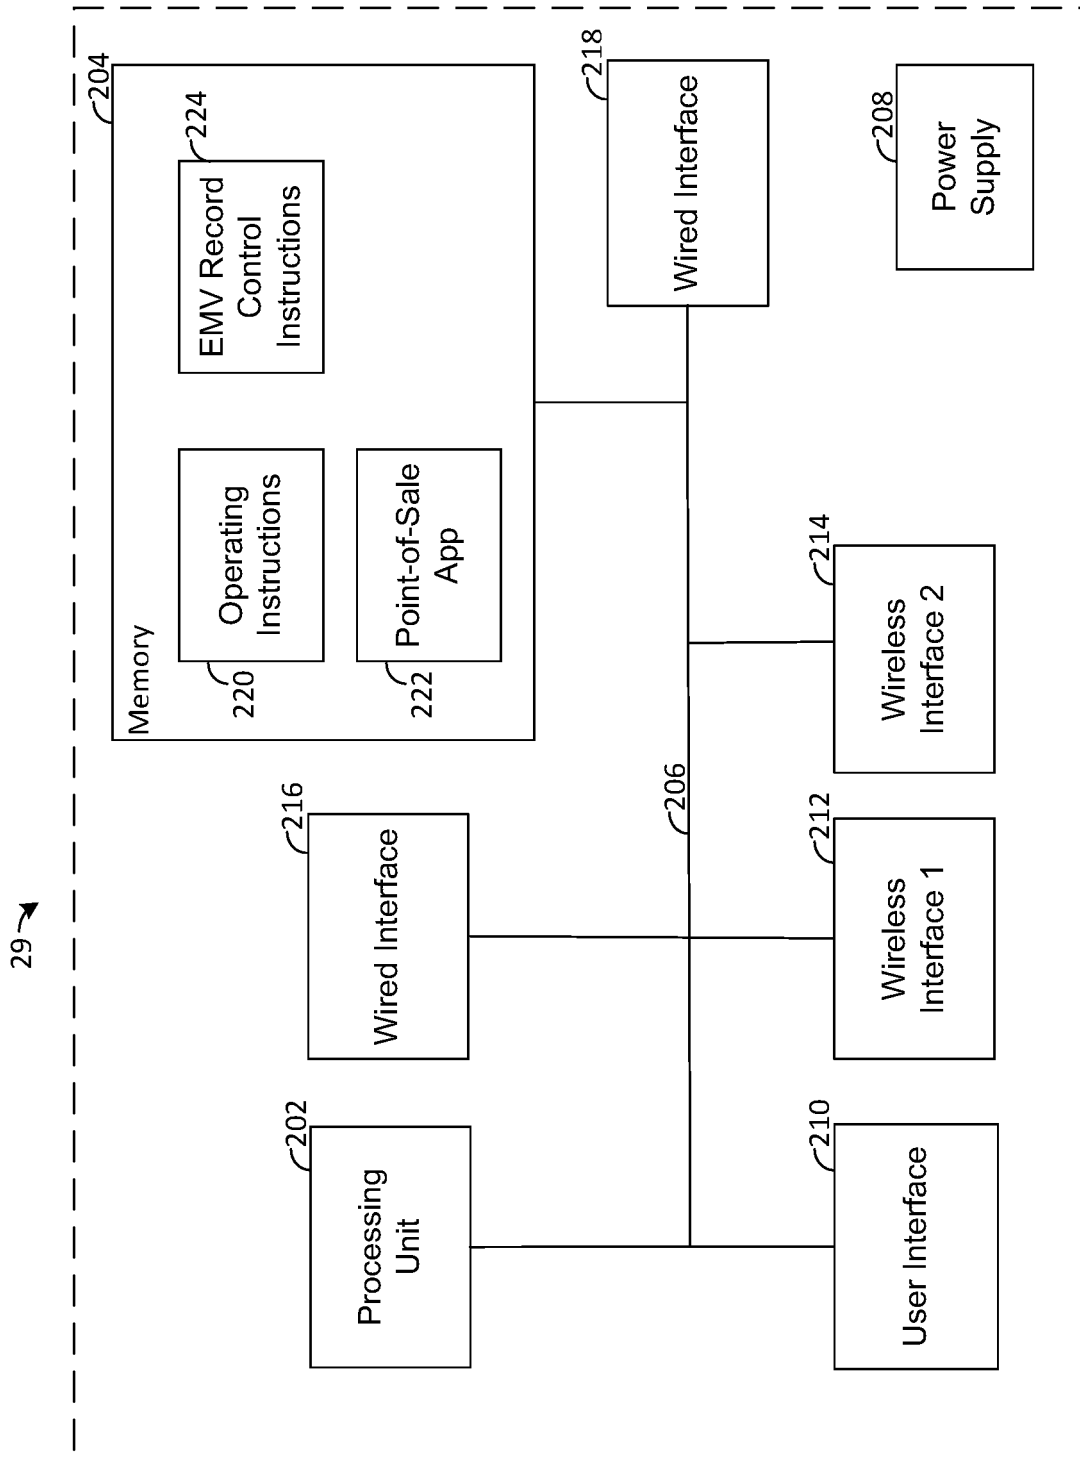 29
202
Processing
Unit
216
Wired Interface
204
Memory
220
Operating
Instructions
224
EMV Record
Control
Instructions
222
Point-of-Sale
App
206
218
Wired Interface
210
User Interface
212
Wireless
Interface 1
214
Wireless
Interface 2
208
Power
Supply